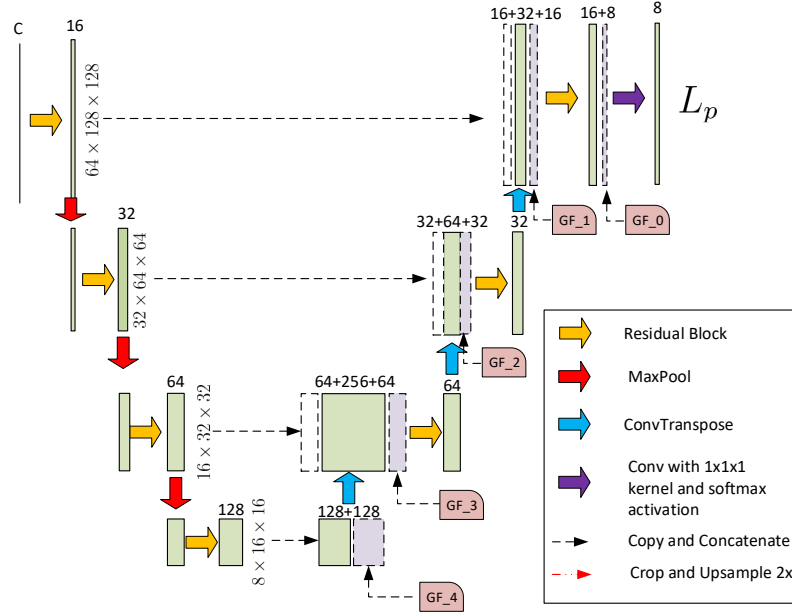 C
16
64 × 128 × 128
16+32+16
16+8
8
L_p
GF_1
GF_0
32
32 × 64 × 64
32+64+32
32
GF_2
64
16 × 32 × 32
64+256+64
64
GF_3
128
8 × 16 × 16
128+128
GF_4
Residual Block
MaxPool
ConvTranspose
Conv with 1x1x1
kernel and softmax
activation
Copy and Concatenate
Crop and Upsample 2x